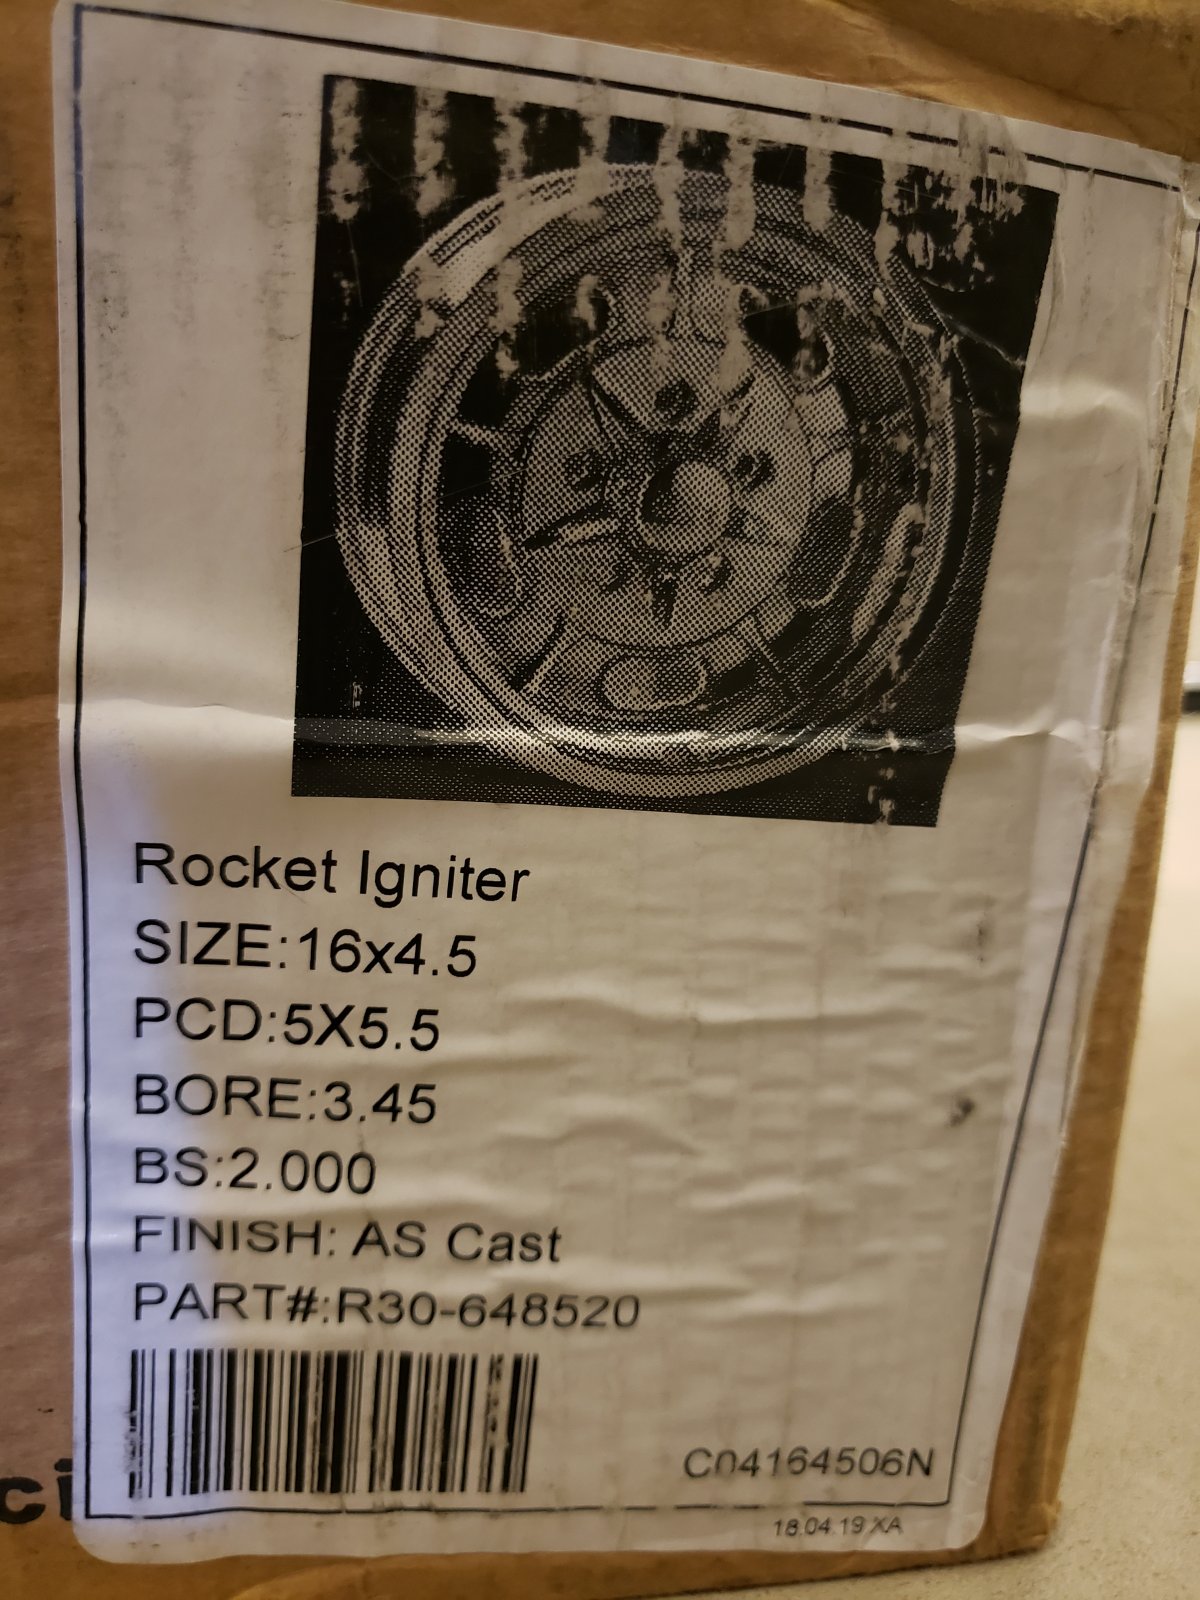 Rocket Igniter
SIZE:16x4.5
PCD:5X5.5
BORE:3.45
BS:2.000
FINISH: AS Cast
PART#:R30-648520
C04164506N
ci
18.04.19 XA